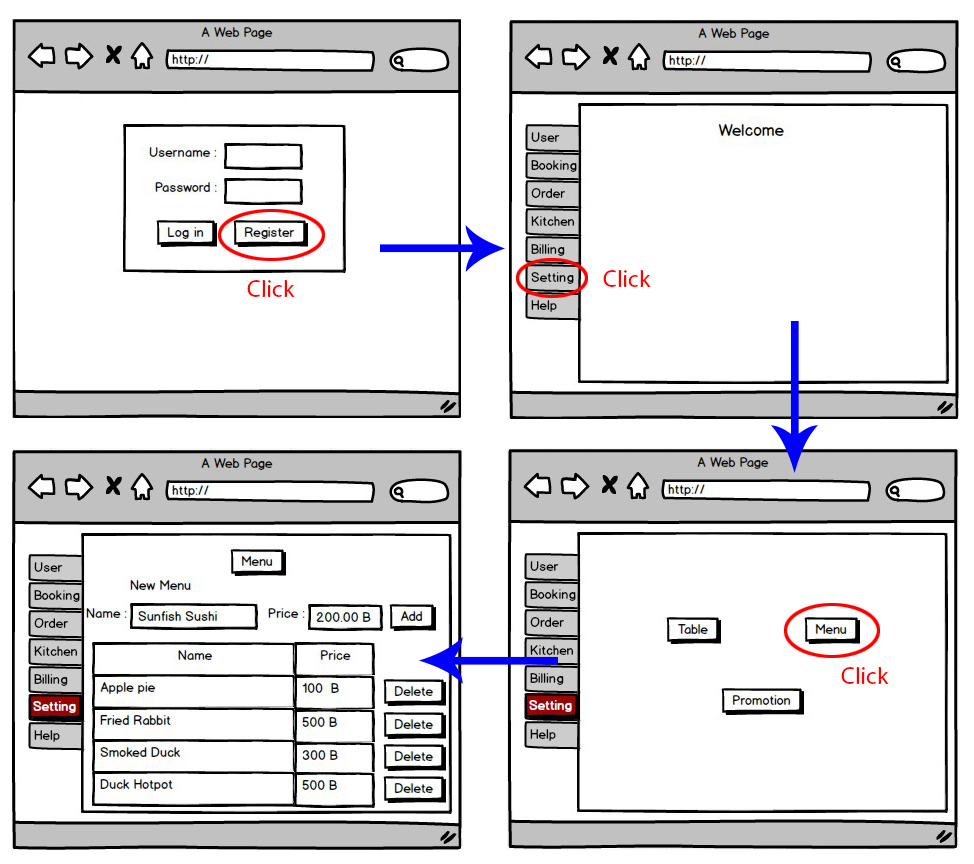 A Web Page
http://
Username :
Password :
Log in Register
Click
A Web Page
http://
Welcome
User
Booking
Order
Kitchen
Billing
Setting Click
Help
A Web Page
http://
User
Booking
Order
Kitchen
Billing
Setting
Help
Table Menu
Click
Promotion
A Web Page
http://
User
Booking
Order
Kitchen
Billing
Setting
Help
Menu
New Menu
Name : Sunfish Sushi Price : 200.00 B Add
Name Price
Apple pie 100 B Delete
Fried Rabbit 500 B Delete
Smoked Duck 300 B Delete
Duck Hotpot 500 B Delete